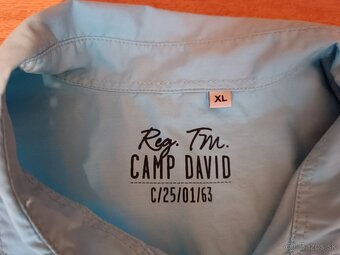 XL
Reg. TM.
CAMP DAVID
C/25/01/63